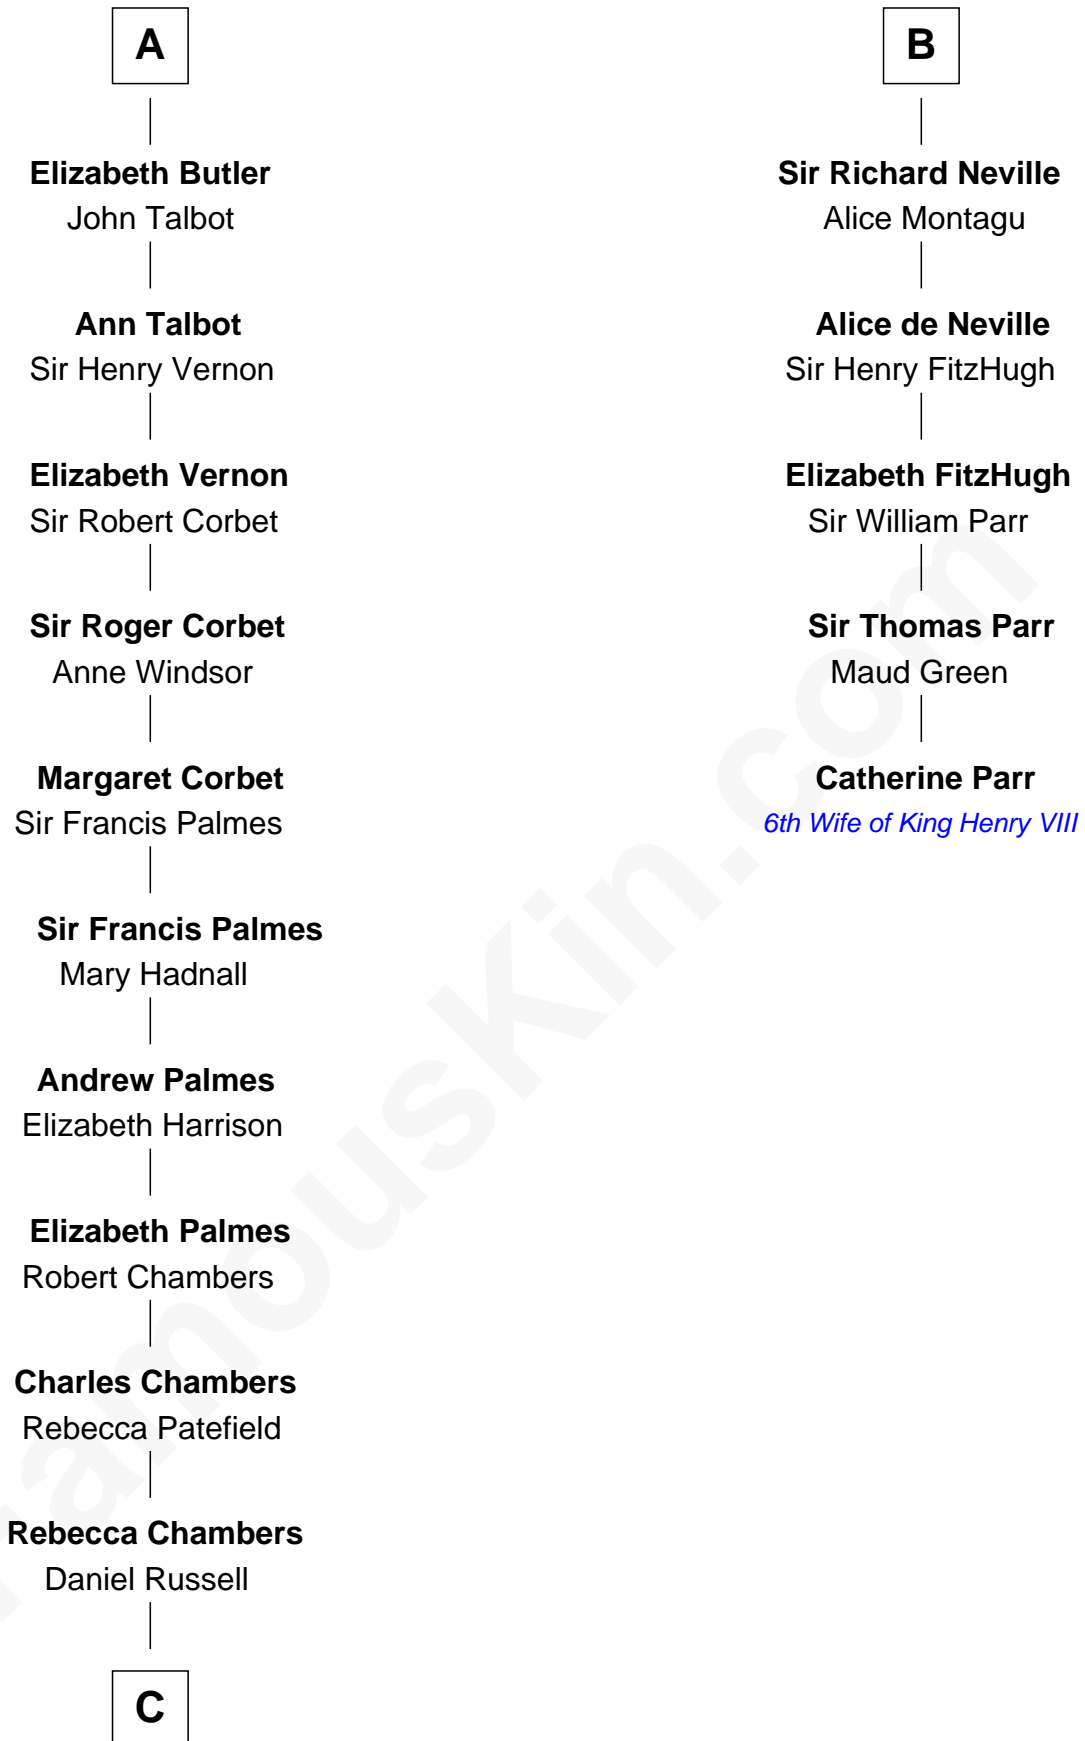 A
Elizabeth Butler
John Talbot
Ann Talbot
Sir Henry Vernon
Elizabeth Vernon
Sir Robert Corbet
Sir Roger Corbet
Anne Windsor
Margaret Corbet
Sir Francis Palmes
Sir Francis Palmes
Mary Hadnall
Andrew Palmes
Elizabeth Harrison
Elizabeth Palmes
Robert Chambers
Charles Chambers
Rebecca Patefield
Rebecca Chambers
Daniel Russell
C
B
Sir Richard Neville
Alice Montagu
Alice de Neville
Sir Henry FitzHugh
Elizabeth FitzHugh
Sir William Parr
Sir Thomas Parr
Maud Green
Catherine Parr
6th Wife of King Henry VIII
FamousKin.com